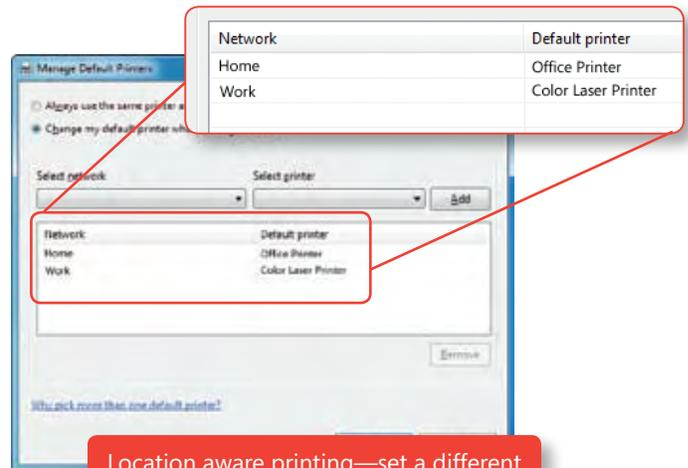 Network Default printer
Home Office Printer
Work Color Laser Printer
Manage Default Printers
Always use the same printer a
Change my default printer whe
Select network Select printer
Add
Network Default printer
Home Office Printer
Work Color Laser Printer
Remove
Why pick more than one default printer?
Location aware printing—set a different